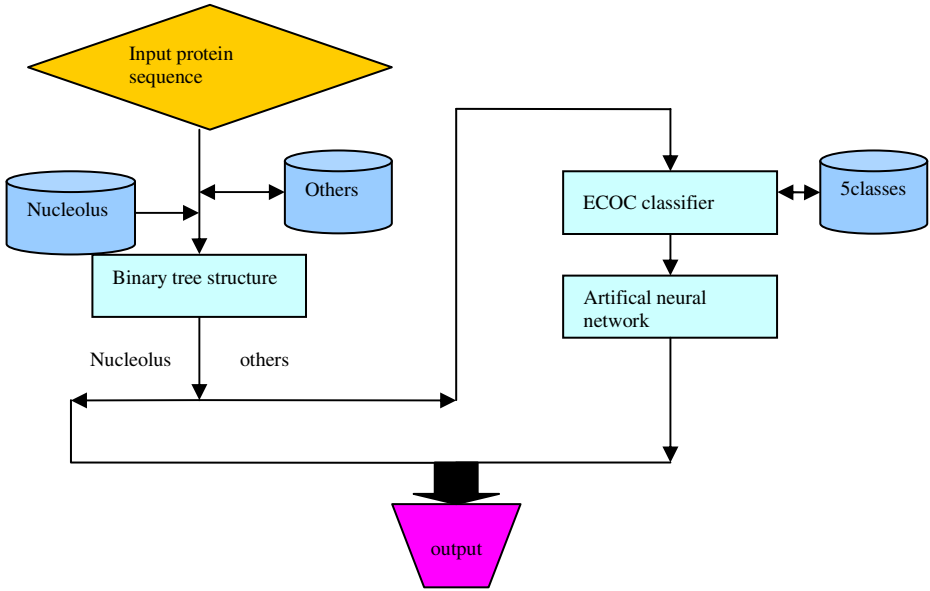 Input protein
sequence
Others
Nucleolus
Binary tree structure
Nucleolus
others
ECOC classifier
5classes
Artifical neural
network
output